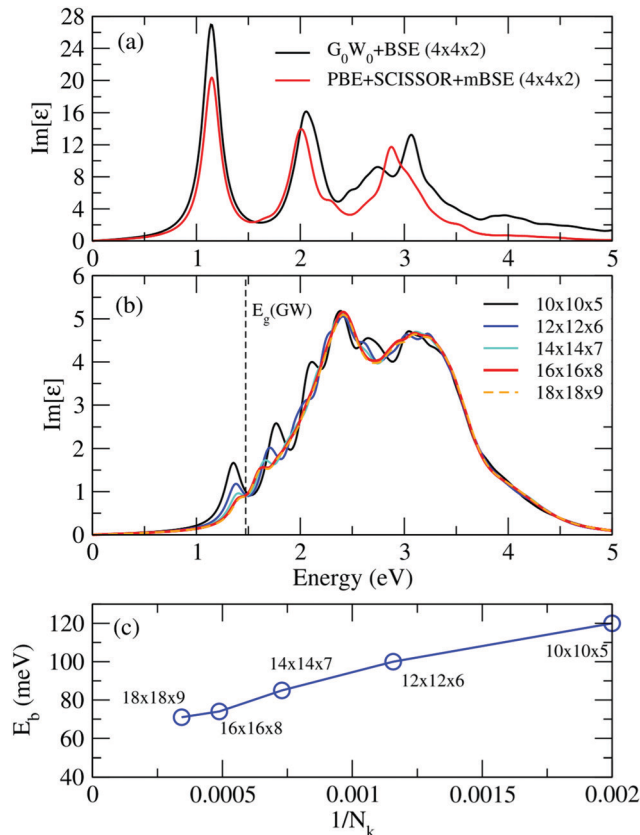 (a)
G₀W₀+BSE (4x4x2)
PBE+SCISSOR+mBSE (4x4x2)
Im[ε]
28
24
20
16
12
8
4
0
0 1 2 3 4 5
(b)
E_g(GW)
10x10x5
12x12x6
14x14x7
16x16x8
18x18x9
Im[ε]
6
5
4
3
2
1
0
0 1 2 3 4 5
Energy (eV)
(c)
E_b (meV)
120
100
80
60
40
18x18x9
16x16x8
14x14x7
12x12x6
10x10x5
0 0.0005 0.001 0.0015 0.002
1/N_k